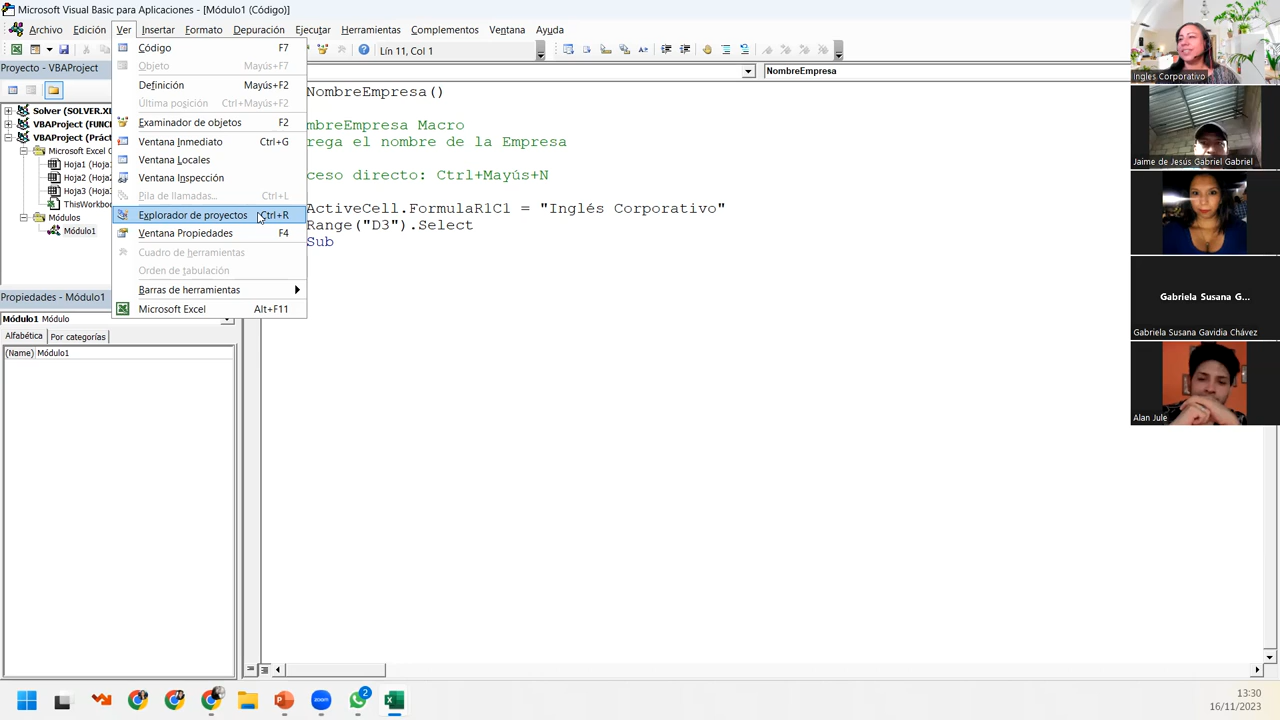 Microsoft Visual Basic para Aplicaciones - [Módulo1 (Código)]
Archivo Edición Ver Insertar Formato Depuración Ejecutar Herramientas Complementos Ventana Ayuda
Lín 11, Col 1
Proyecto - VBAProject
Solver (SOLVER.XL
VBAProject (FUNC
VBAProject (Práct
Microsoft Excel O
Hoja1 (Hoja
Hoja2 (Hoja
Hoja3 (Hoja
ThisWorkboo
Módulos
Módulo1
Código F7
Objeto Mayús+F7
Definición Mayús+F2
Última posición Ctrl+Mayús+F2
Examinador de objetos F2
Ventana Inmediato Ctrl+G
Ventana Locales
Ventana Inspección
Pila de llamadas... Ctrl+L
Explorador de proyectos Ctrl+R
Ventana Propiedades F4
Cuadro de herramientas
Orden de tabulación
Barras de herramientas
Microsoft Excel Alt+F11
NombreEmpresa
NombreEmpresa()
mbreEmpresa Macro
rega el nombre de la Empresa
ceso directo: Ctrl+Mayús+N
ActiveCell.FormulaR1C1 = "Inglés Corporativo"
Range("D3").Select
Sub
Propiedades - Módulo1
Módulo1 Módulo
Alfabética Por categorías
(Name) Módulo1
Ingles Corporativo
Jaime de Jesús Gabriel Gabriel
Gabriela Susana G...
Gabriela Susana Gavidia Chávez
Alan Jule
zoom
2
13:30
16/11/2023